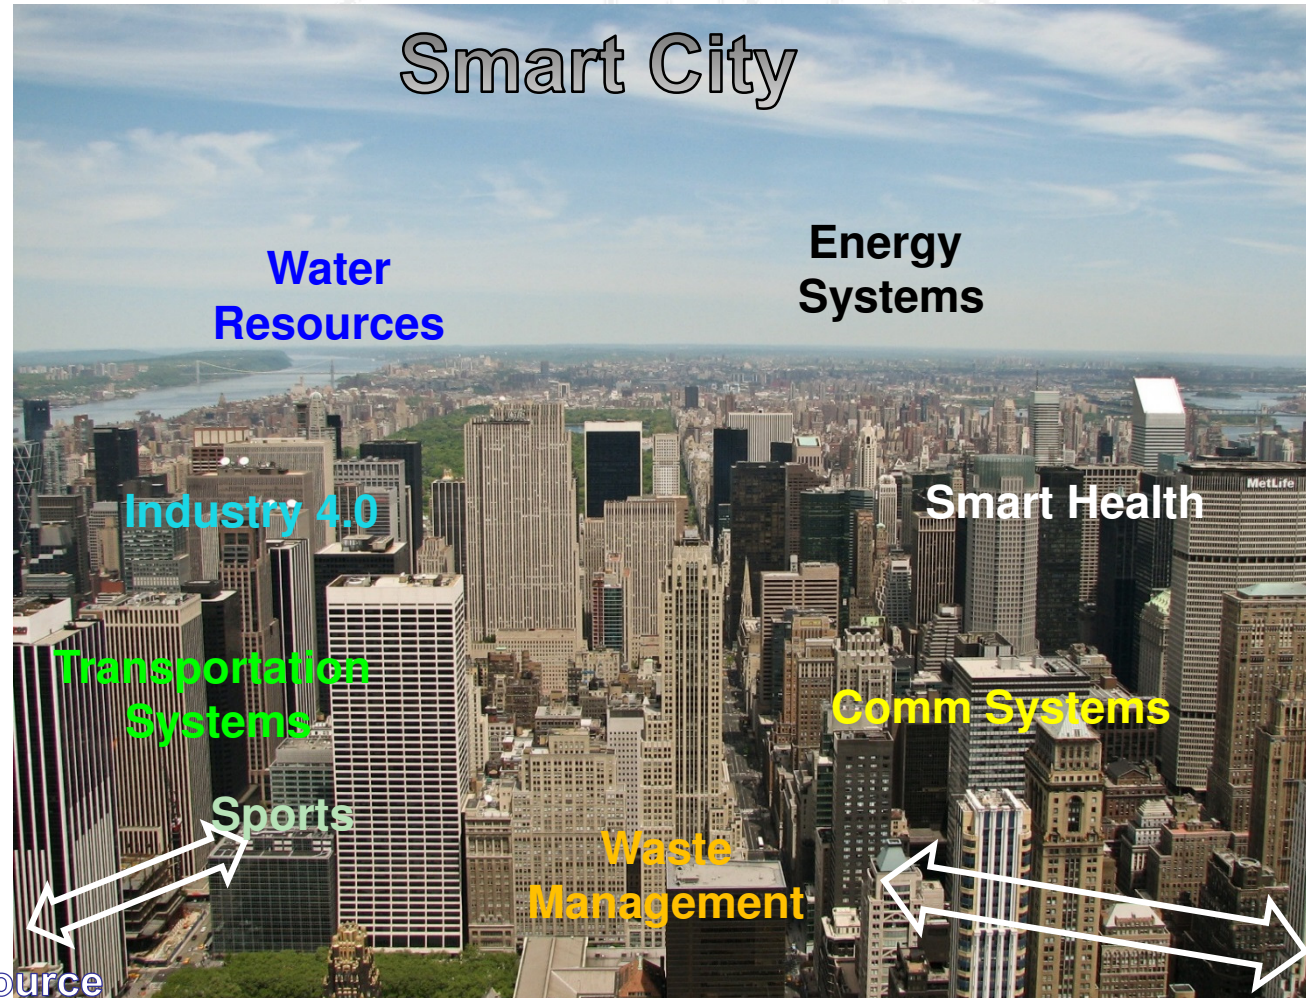 Smart City
Energy
Systems
Water
Resources
MetLife
Industry 4.0
Smart Health
Transportation
Systems
Comm Systems
Sports
Waste
Management
ource